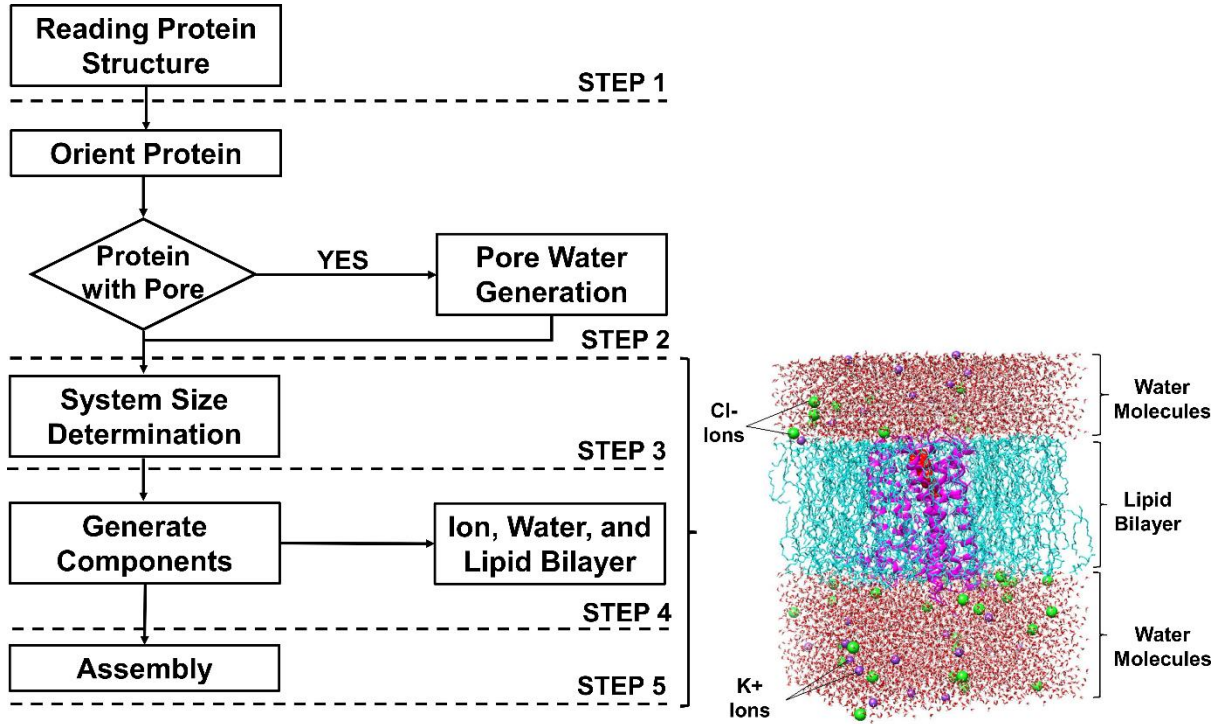 Reading Protein
Structure
STEP 1
Orient Protein
Protein
with Pore
YES
Pore Water
Generation
STEP 2
System Size
Determination
STEP 3
Generate
Components
Ion, Water, and
Lipid Bilayer
STEP 4
Assembly
STEP 5
Cl-
Ions
Water
Molecules
Lipid
Bilayer
Water
Molecules
K+
Ions